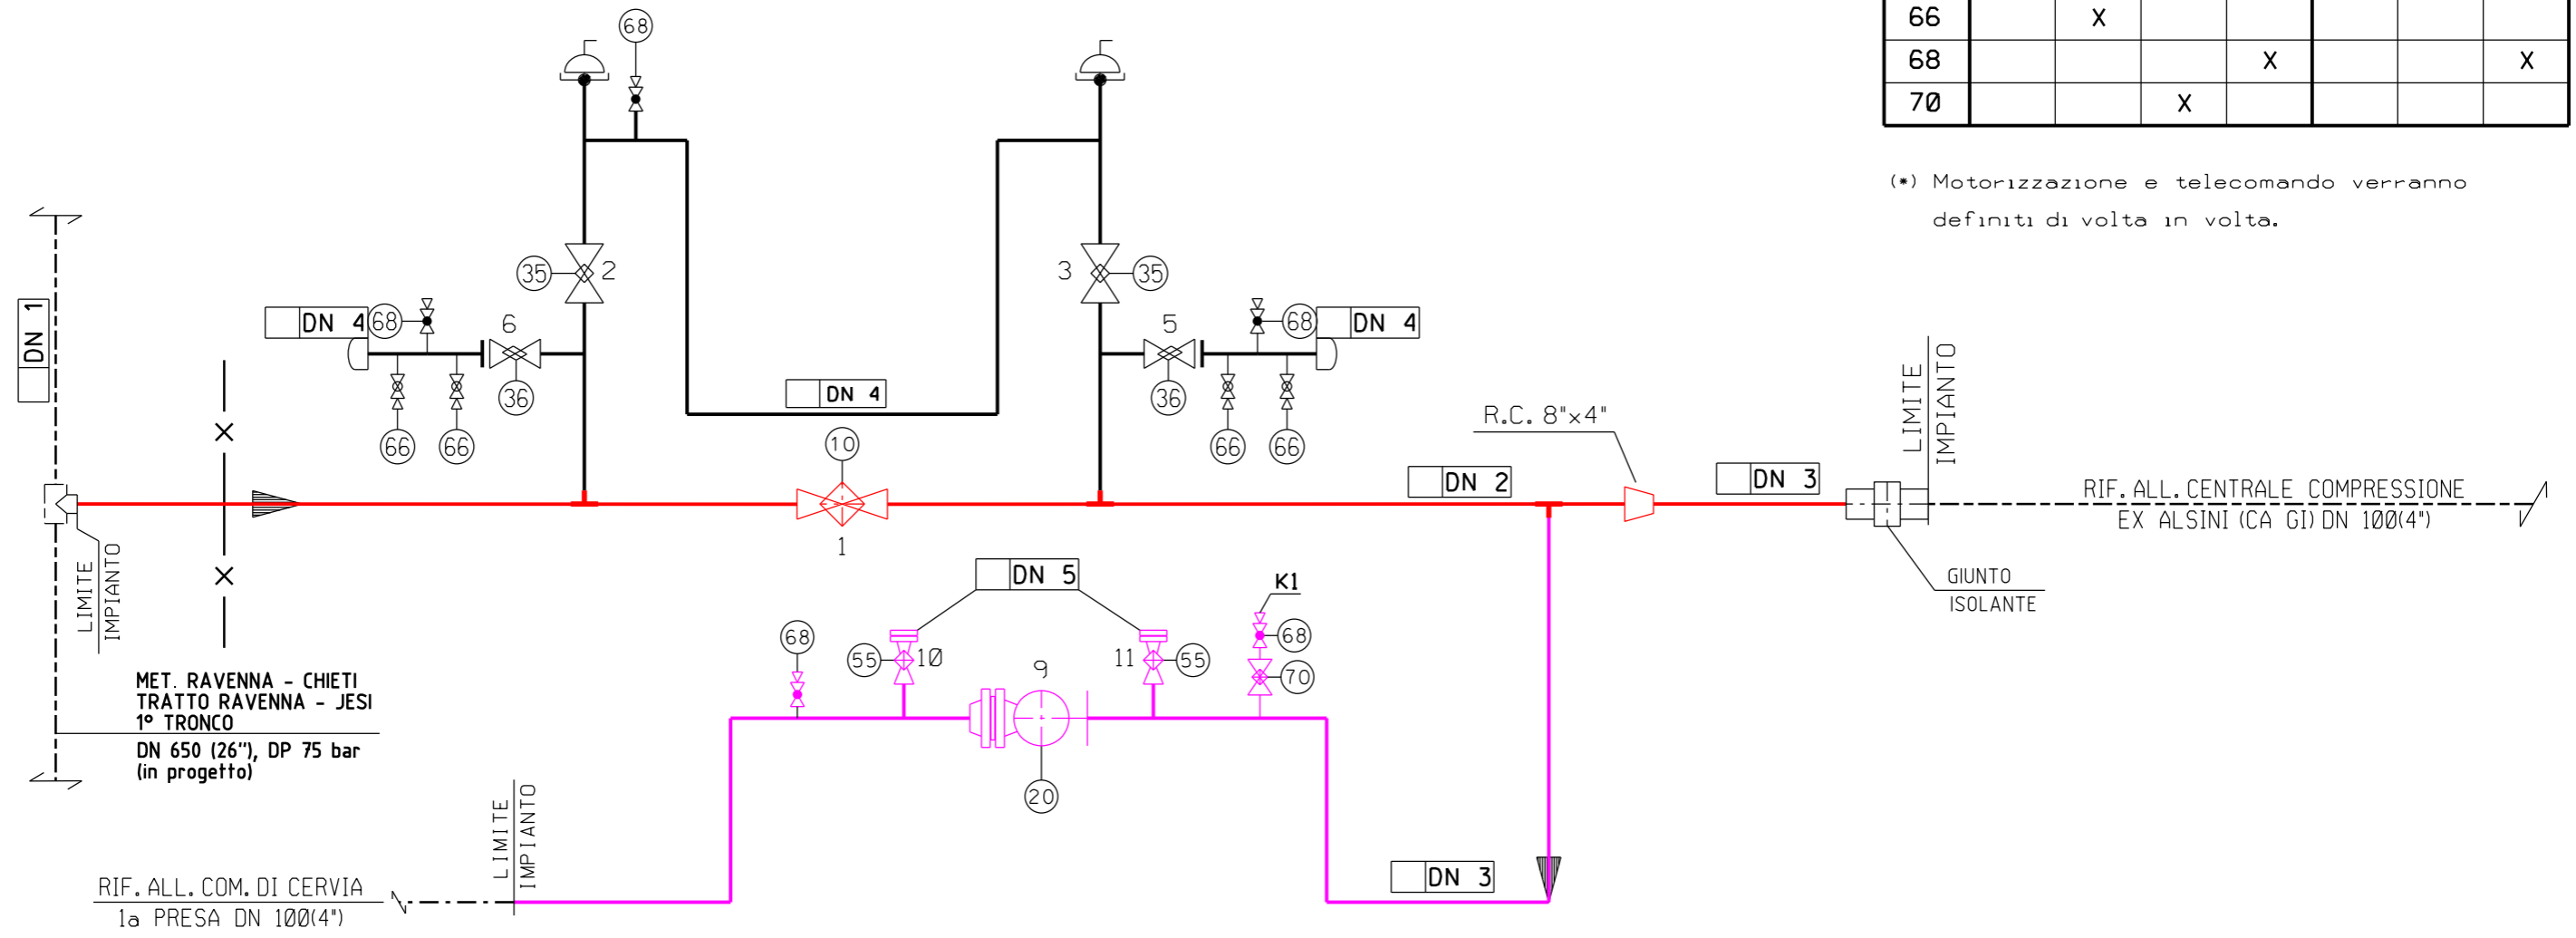 68
66 X
68 X X
70 X
(*) Motorizzazione e telecomando verranno
definiti di volta in volta.
35 2
3 35
DN 1
DN 4 68
6
36
66 66
5
68 DN 4
36
66 66
DN 4
10
1
R.C. 8"x4"
DN 2
DN 3
LIMITE
IMPIANTO
RIF. ALL. CENTRALE COMPRESSIONE
EX ALSINI (CA GI) DN 100(4")
GIUNTO
ISOLANTE
LIMITE
IMPIANTO
MET. RAVENNA - CHIETI
TRATTO RAVENNA - JESI
1° TRONCO
DN 650 (26"), DP 75 bar
(in progetto)
DN 5
K1
68
55 10
9
11 55
68
70
20
LIMITE
IMPIANTO
DN 3
RIF. ALL. COM. DI CERVIA
1a PRESA DN 100(4")